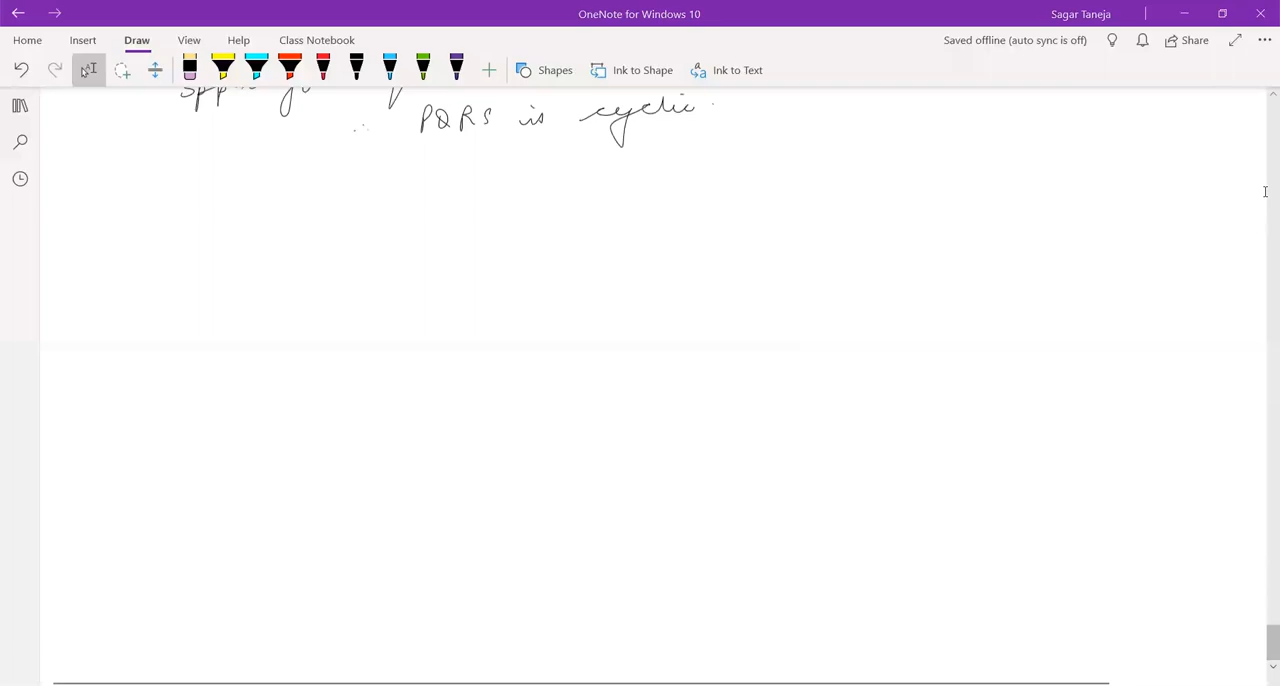 OneNote for Windows 10
Sagar Taneja
Home Insert Draw View Help Class Notebook
Saved offline (auto sync is off) Share
Shapes Ink to Shape Ink to Text
∴ PQRS is cyclic.